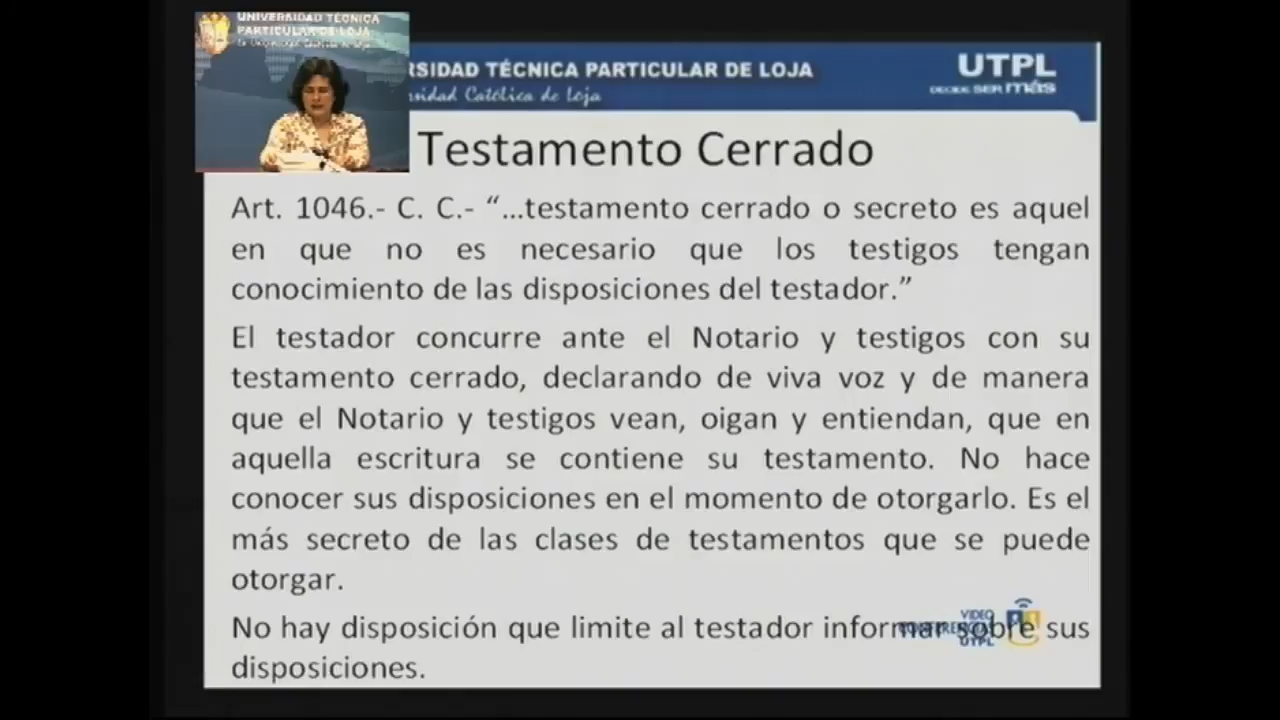 UNIVERSIDAD TÉCNICA
PARTICULAR DE LOJA
RSIDAD TÉCNICA PARTICULAR DE LOJA
rsidad Católica de Loja
UTPL
DECIDE SER más
Testamento Cerrado
Art. 1046.- C. C.- “...testamento cerrado o secreto es aquel
en que no es necesario que los testigos tengan
conocimiento de las disposiciones del testador.”
El testador concurre ante el Notario y testigos con su
testamento cerrado, declarando de viva voz y de manera
que el Notario y testigos vean, oigan y entiendan, que en
aquella escritura se contiene su testamento. No hace
conocer sus disposiciones en el momento de otorgarlo. Es el
más secreto de las clases de testamentos que se puede
otorgar.
No hay disposición que limite al testador informar sobre sus
disposiciones.
VIDEO
CONFERENCIAS
UTPL